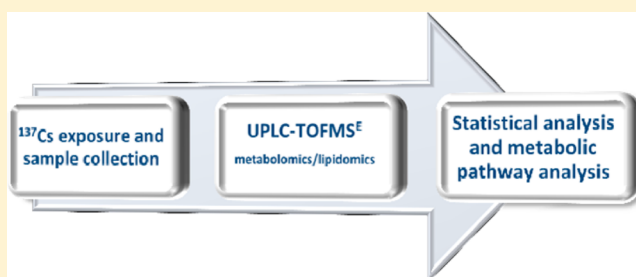 ¹³⁷Cs exposure and
sample collection
UPLC-TOFMSᴱ
metabolomics/lipidomics
Statistical analysis
and metabolic
pathway analysis